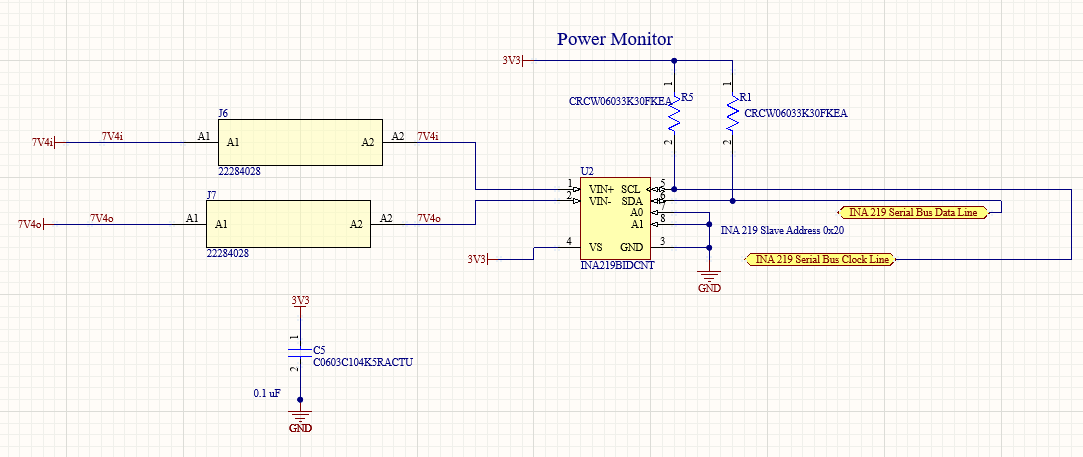 Power Monitor
3V3
1
1
CRCW06033K30FKEA
R5
R1
CRCW06033K30FKEA
2
2
J6
7V4i
7V4i
A1
A1
A2
A2
7V4i
22284028
J7
7V4o
7V4o
A1
A1
A2
A2
7V4o
22284028
U2
1
VIN+
SCL
5
2
VIN-
SDA
6
A0
7
A1
8
4
VS
GND
3
3V3
INA219BIDCNT
INA 219 Serial Bus Data Line
INA 219 Slave Address 0x20
INA 219 Serial Bus Clock Line
GND
3V3
1
C5
C0603C104K5RACTU
2
0.1 uF
GND